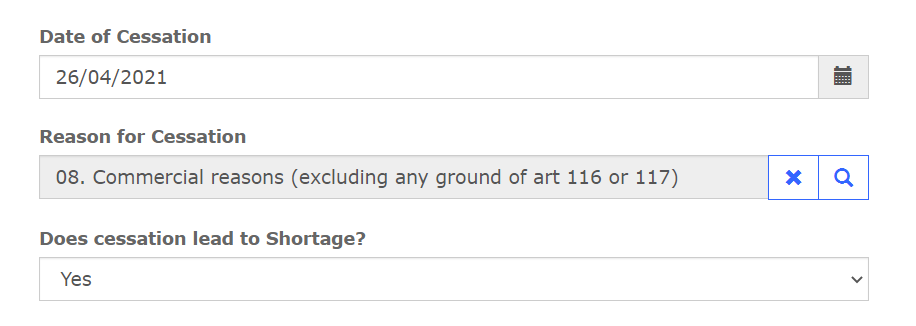 Date of Cessation
26/04/2021
Reason for Cessation
08. Commercial reasons (excluding any ground of art 116 or 117)
Does cessation lead to Shortage?
Yes